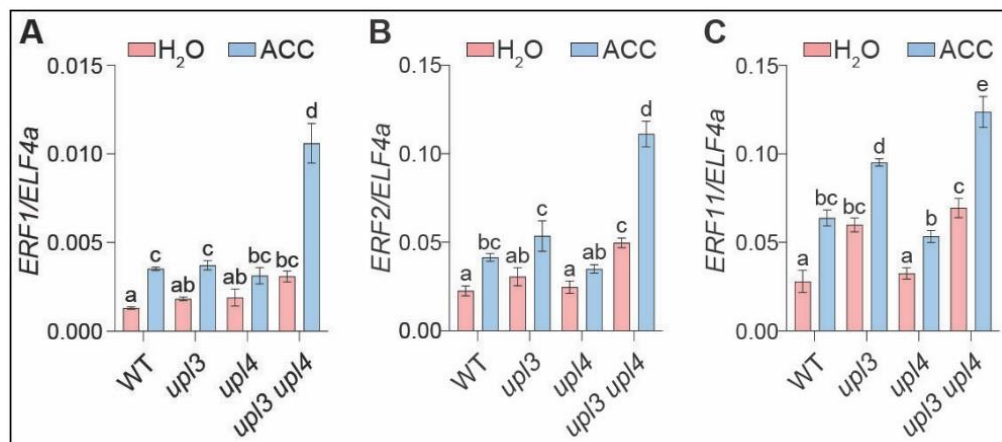 A
H₂O ACC
ERF1/ELF4a
0.015
0.010
0.005
0.000
a c ab c ab bc bc d
WT upl3 upl4 upl3 upl4
B
H₂O ACC
ERF2/ELF4a
0.15
0.10
0.05
0.00
a bc ab c a ab c d
WT upl3 upl4 upl3 upl4
C
H₂O ACC
ERF11/ELF4a
0.15
0.10
0.05
0.00
a bc bc d a b c e
WT upl3 upl4 upl3 upl4